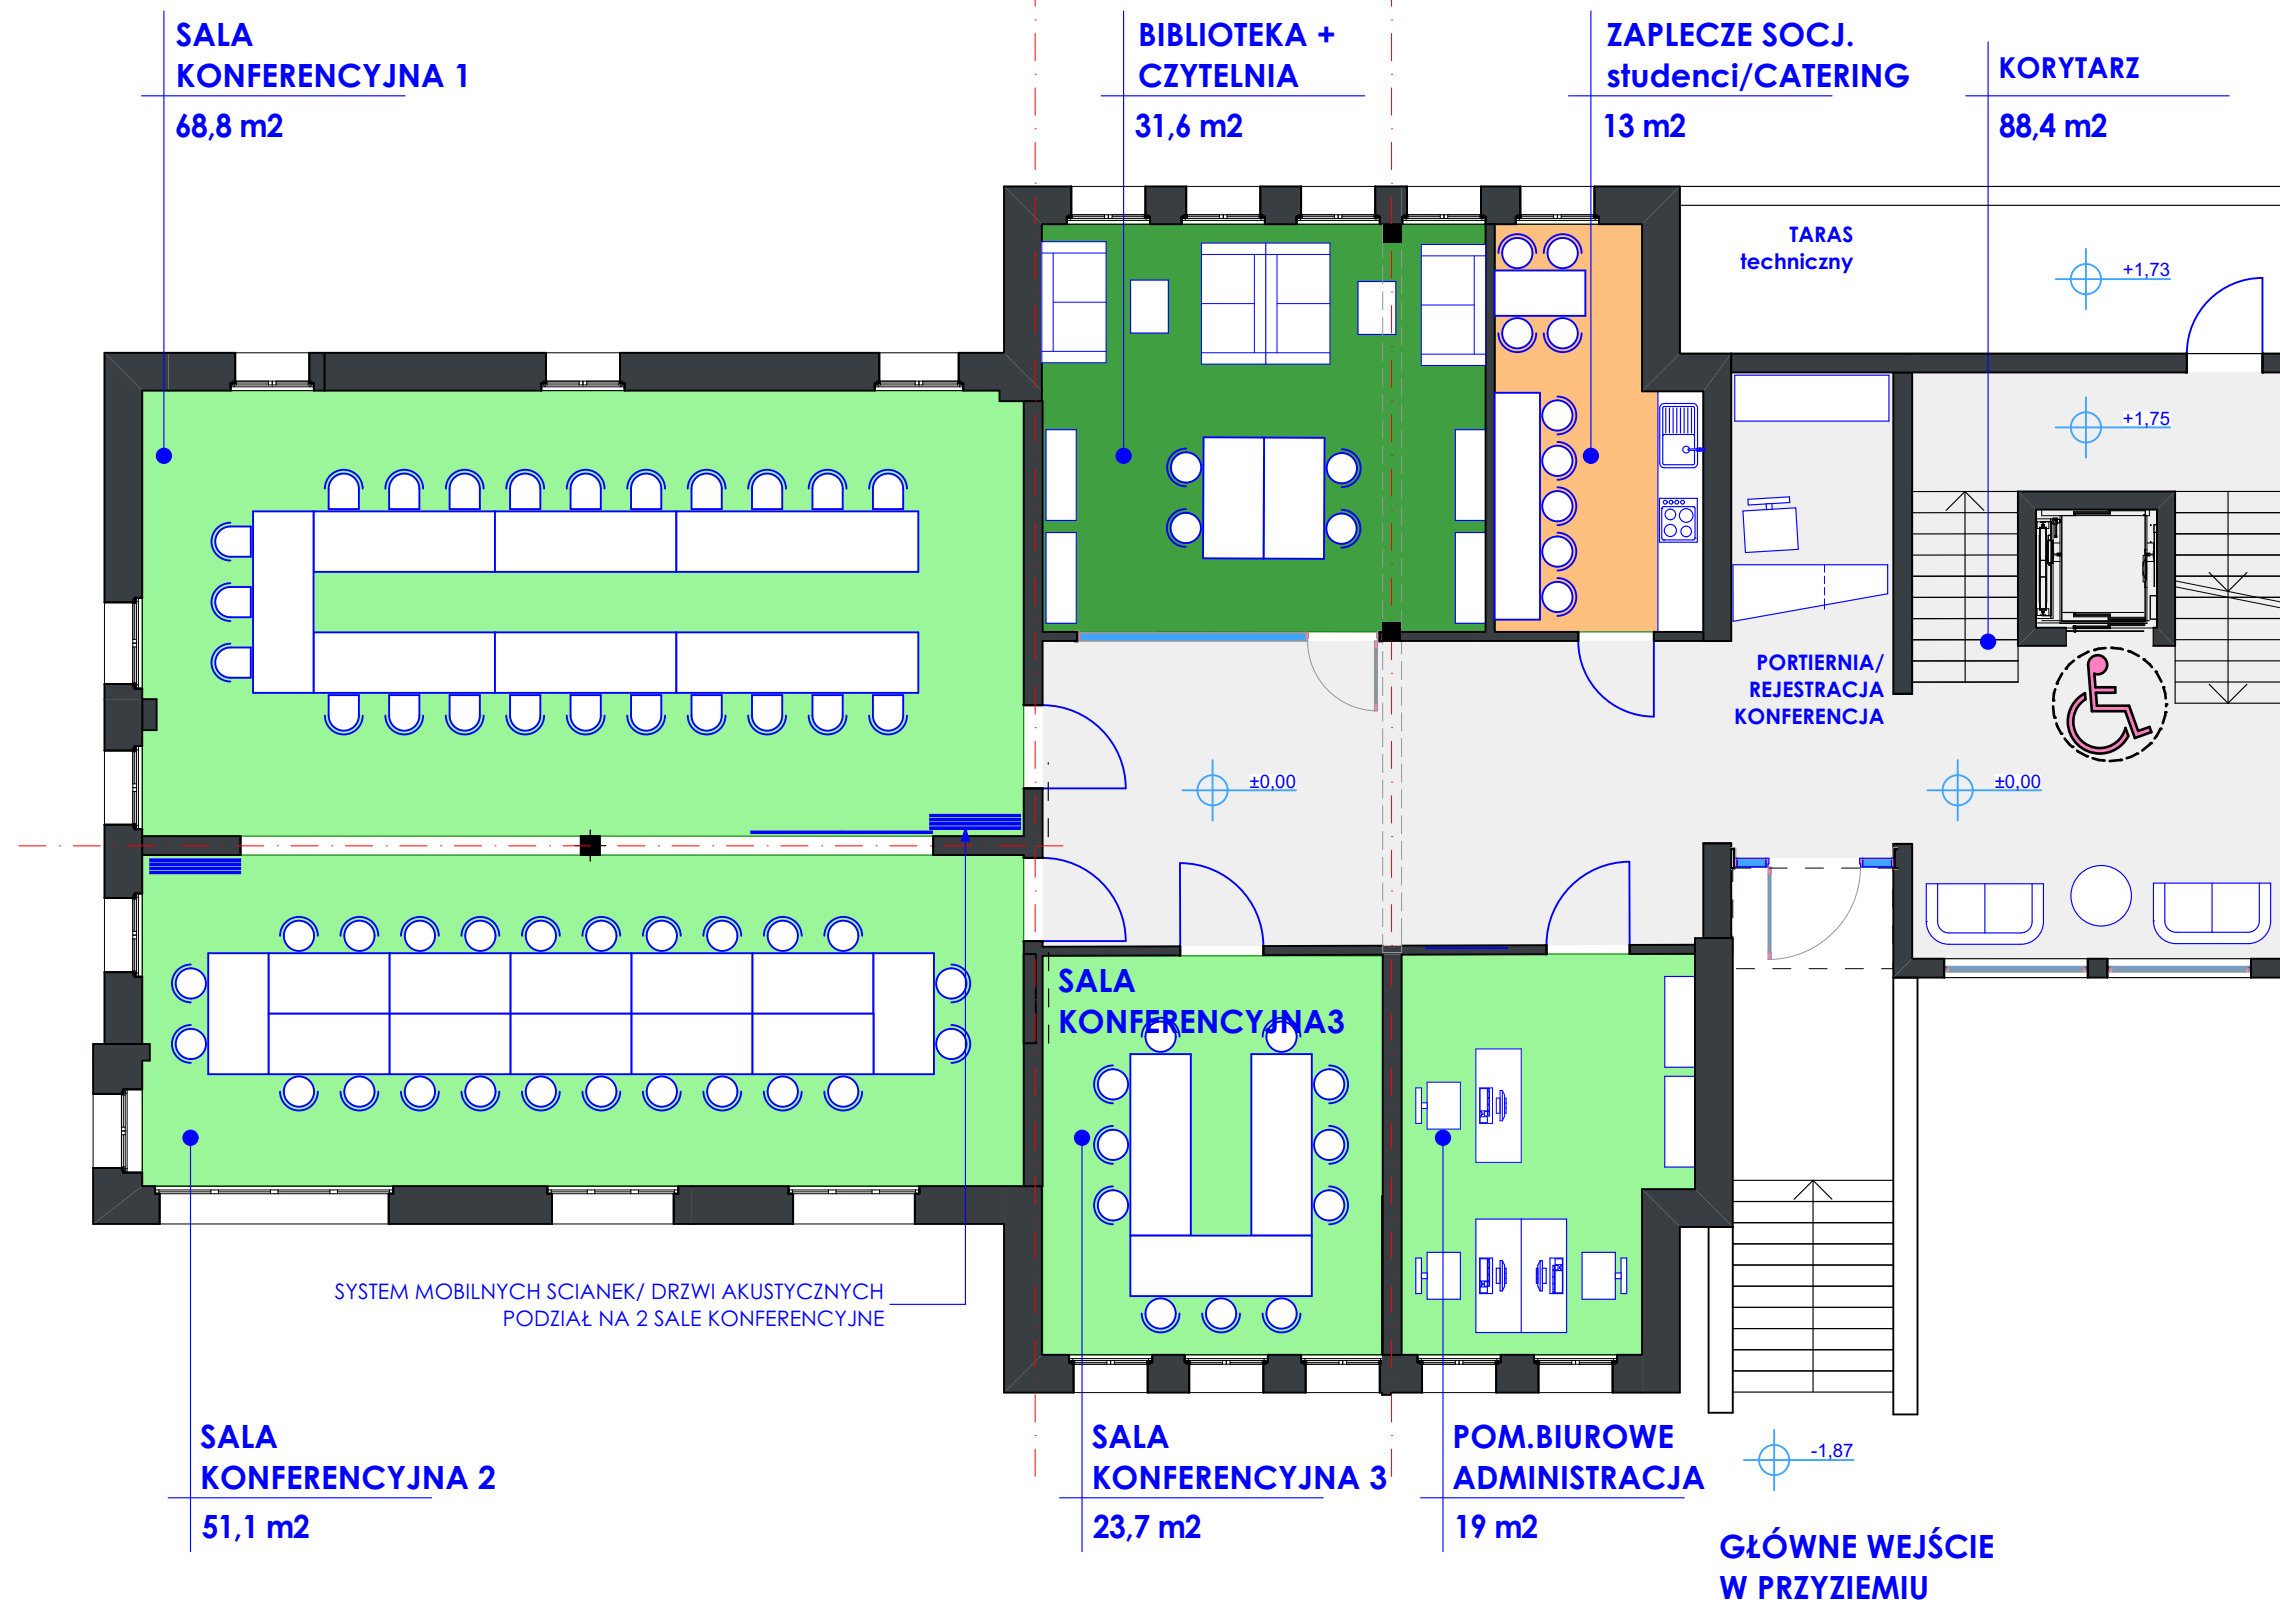 SALA
KONFERENCYJNA 1
68,8 m2
BIBLIOTEKA +
CZYTELNIA
31,6 m2
ZAPLECZE SOCJ.
studenci/CATERING
13 m2
KORYTARZ
88,4 m2
TARAS
techniczny
+1,73
+1,75
PORTIERNIA/
REJESTRACJA
KONFERENCJA
±0,00
±0,00
SALA
KONFERENCYJNA3
SYSTEM MOBILNYCH SCIANEK/ DRZWI AKUSTYCZNYCH
PODZIAŁ NA 2 SALE KONFERENCYJNE
SALA
KONFERENCYJNA 2
51,1 m2
SALA
KONFERENCYJNA 3
23,7 m2
POM.BIUROWE
ADMINISTRACJA
19 m2
-1,87
GŁÓWNE WEJŚCIE
W PRZYZIEMIU